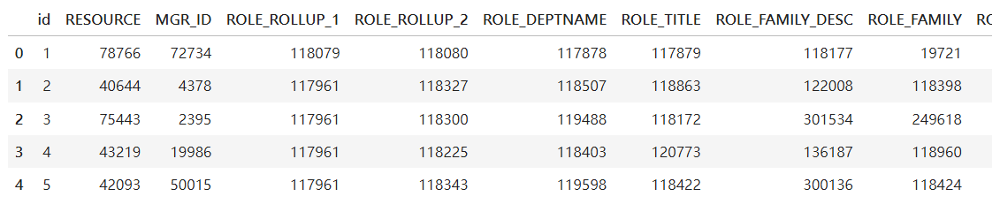 id RESOURCE MGR_ID ROLE_ROLLUP_1 ROLE_ROLLUP_2 ROLE_DEPTNAME ROLE_TITLE ROLE_FAMILY_DESC ROLE_FAMILY RO
0 1 78766 72734 118079 118080 117878 117879 118177 19721
1 2 40644 4378 117961 118327 118507 118863 122008 118398
2 3 75443 2395 117961 118300 119488 118172 301534 249618
3 4 43219 19986 117961 118225 118403 120773 136187 118960
4 5 42093 50015 117961 118343 119598 118422 300136 118424